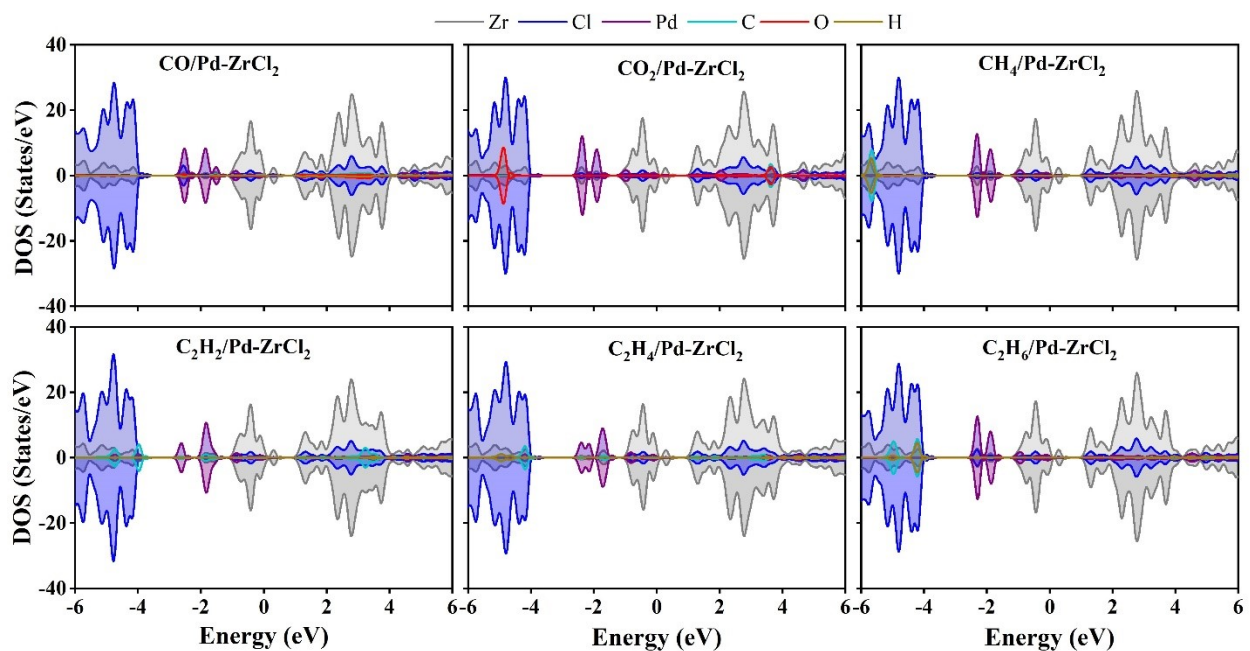 Zr Cl Pd C O H
CO/Pd-ZrCl₂
CO₂/Pd-ZrCl₂
CH₄/Pd-ZrCl₂
DOS (States/eV)
40
20
0
-20
-40
C₂H₂/Pd-ZrCl₂
C₂H₄/Pd-ZrCl₂
C₂H₆/Pd-ZrCl₂
DOS (States/eV)
40
20
0
-20
-40
-6 -4 -2 0 2 4 6 -4 -2 0 2 4 6 -4 -2 0 2 4 6
Energy (eV) Energy (eV) Energy (eV)